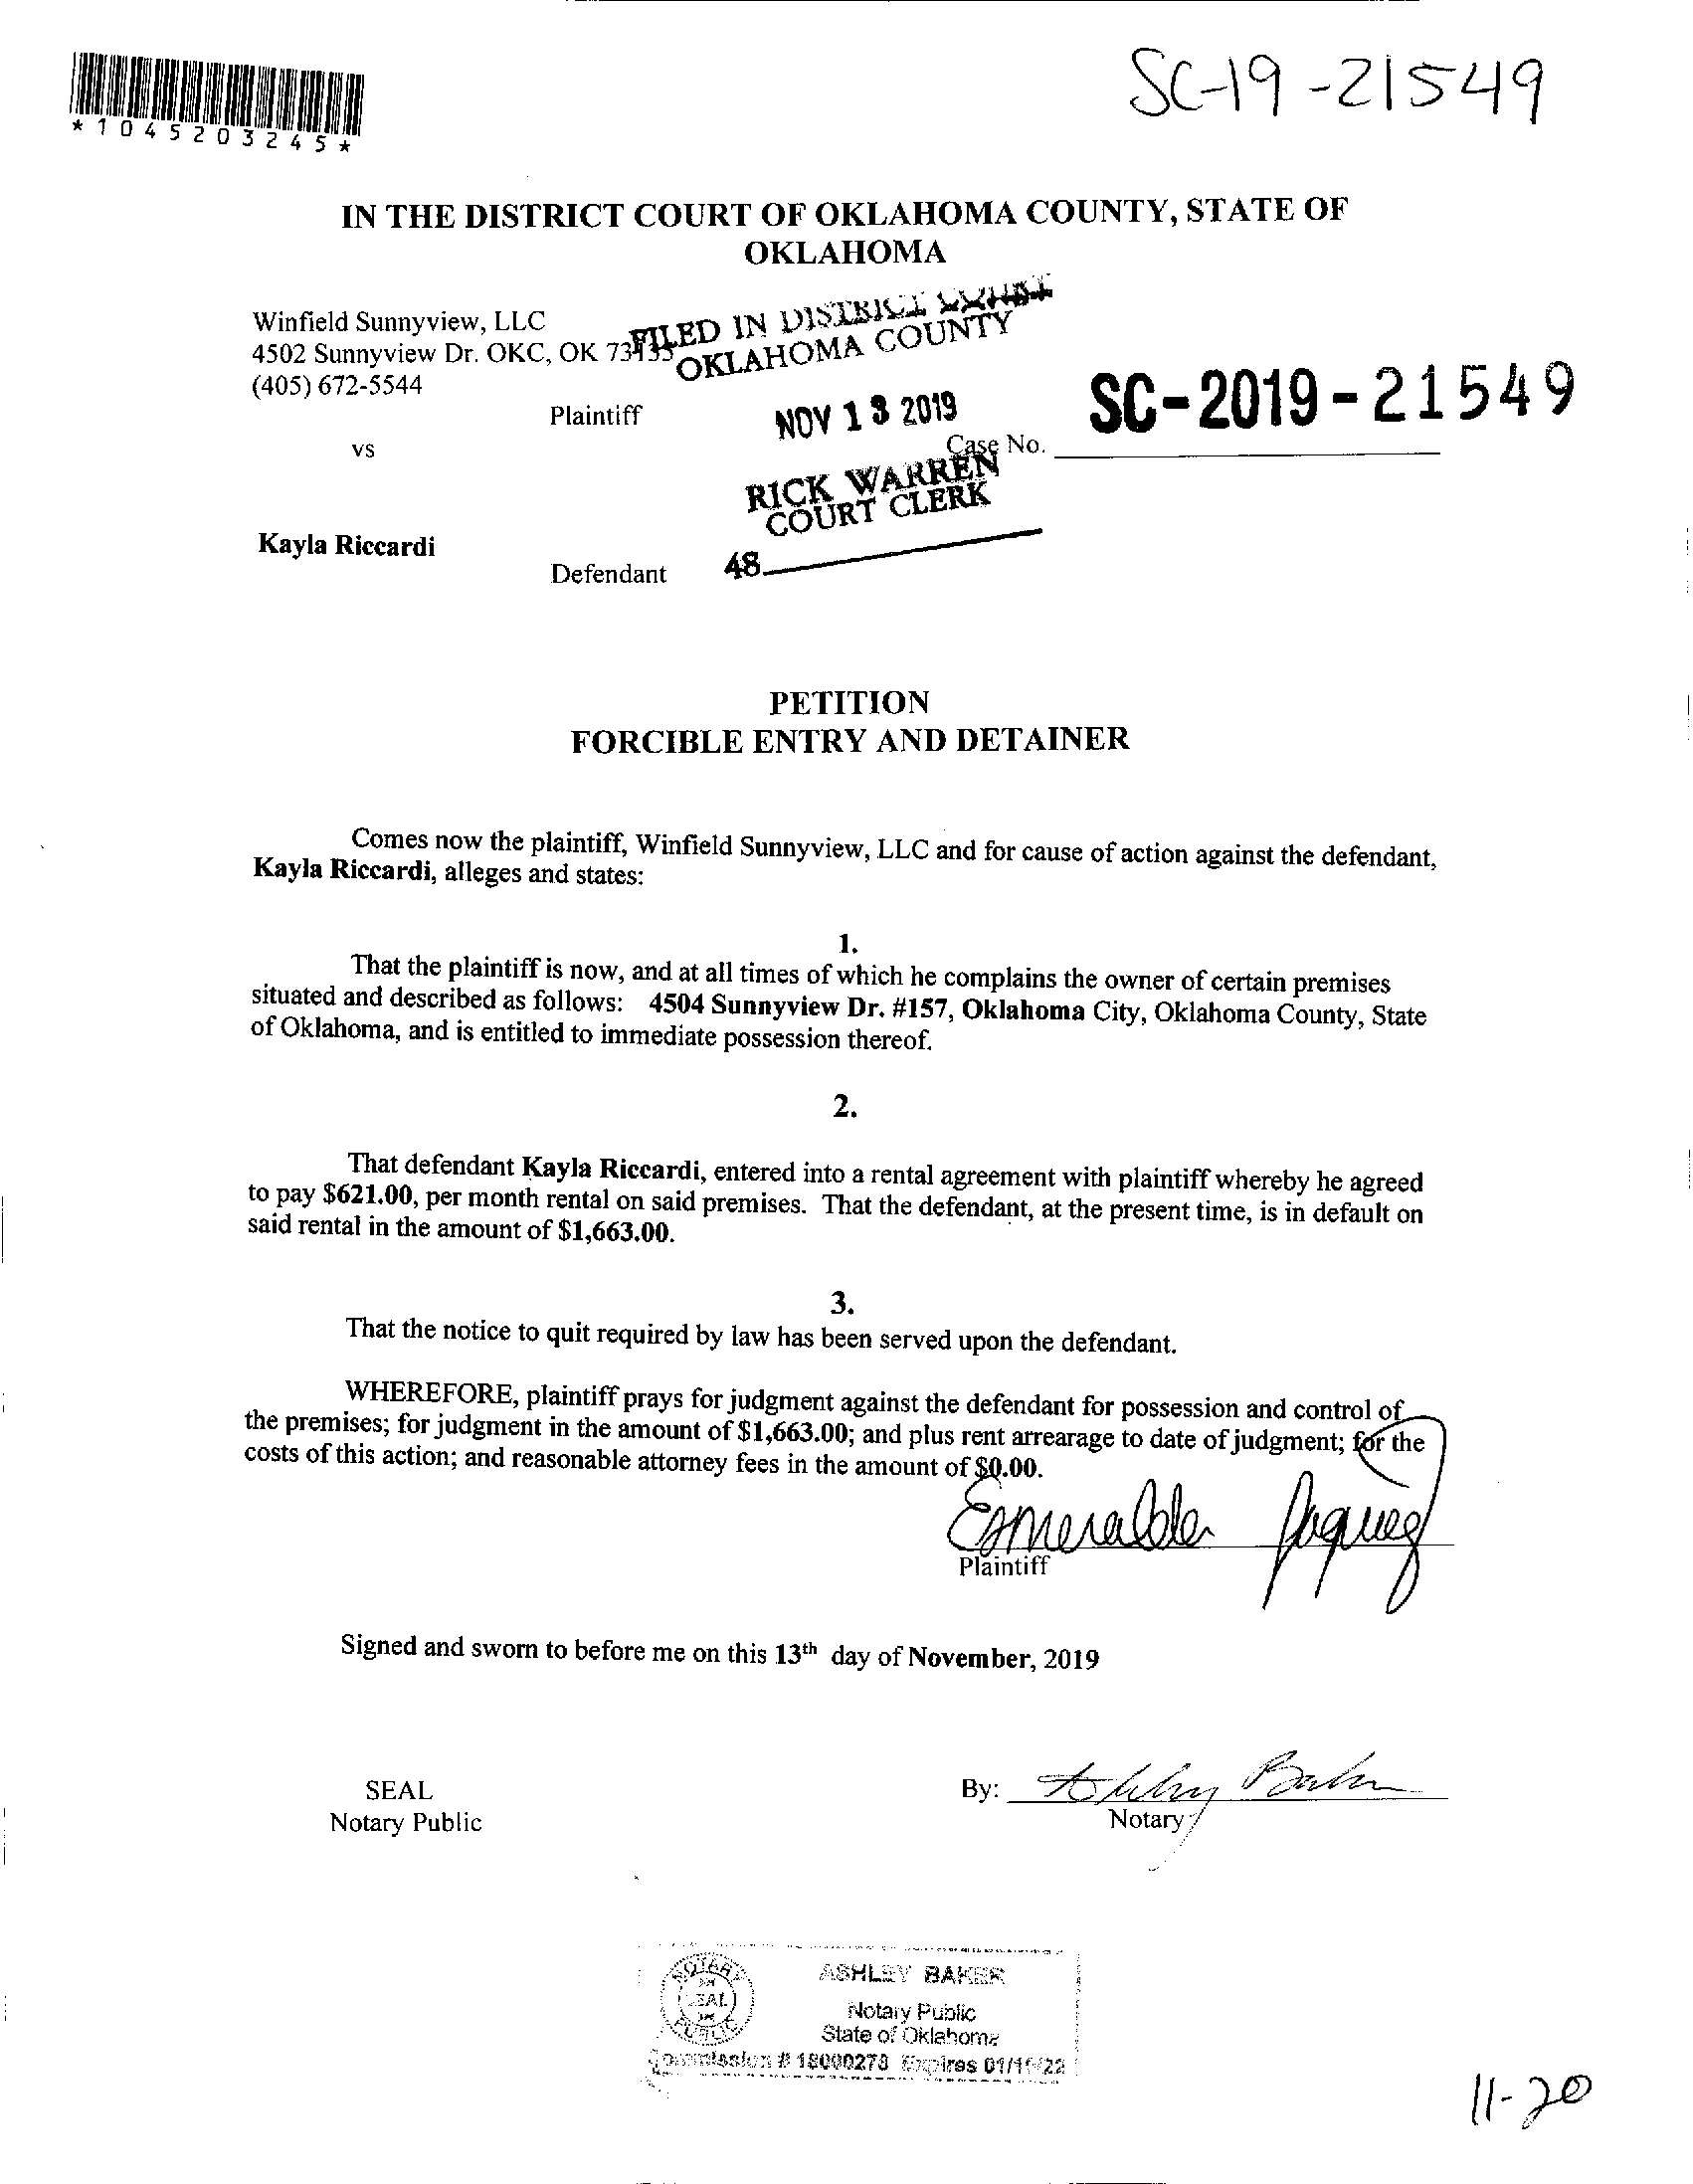 SC-19-21549
*1045203245*
IN THE DISTRICT COURT OF OKLAHOMA COUNTY, STATE OF
OKLAHOMA
Winfield Sunnyview, LLC
4502 Sunnyview Dr. OKC, OK 73135
(405) 672-5544
Plaintiff
vs
FILED IN DISTRICT COURT
OKLAHOMA COUNTY
NOV 13 2019
RICK WARREN
COURT CLERK
48
Case No. SC-2019-21549
Kayla Riccardi
Defendant
PETITION
FORCIBLE ENTRY AND DETAINER
Comes now the plaintiff, Winfield Sunnyview, LLC and for cause of action against the defendant,
Kayla Riccardi, alleges and states:
1.
That the plaintiff is now, and at all times of which he complains the owner of certain premises
situated and described as follows: 4504 Sunnyview Dr. #157, Oklahoma City, Oklahoma County, State
of Oklahoma, and is entitled to immediate possession thereof.
2.
That defendant Kayla Riccardi, entered into a rental agreement with plaintiff whereby he agreed
to pay $621.00, per month rental on said premises. That the defendant, at the present time, is in default on
said rental in the amount of $1,663.00.
3.
That the notice to quit required by law has been served upon the defendant.
WHEREFORE, plaintiff prays for judgment against the defendant for possession and control of
the premises; for judgment in the amount of $1,663.00; and plus rent arrearage to date of judgment; for the
costs of this action; and reasonable attorney fees in the amount of $0.00.
Esmeralda
Plaintiff
Signed and sworn to before me on this 13th day of November, 2019
SEAL
Notary Public
By: Ashley Baker
Notary
NOTARY
SEAL
PUBLIC
ASHLEY BAKER
Notary Public
State of Oklahoma
Commission # 18000278 Expires 01/ /22
11-20